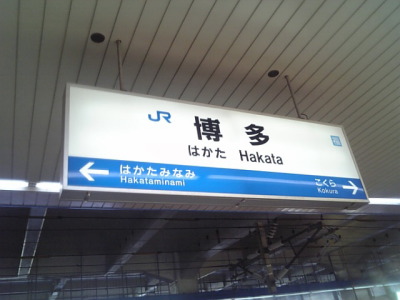 JR 博多
はかた Hakata
← はかたみなみ こくら →
Hakataminami Kokura